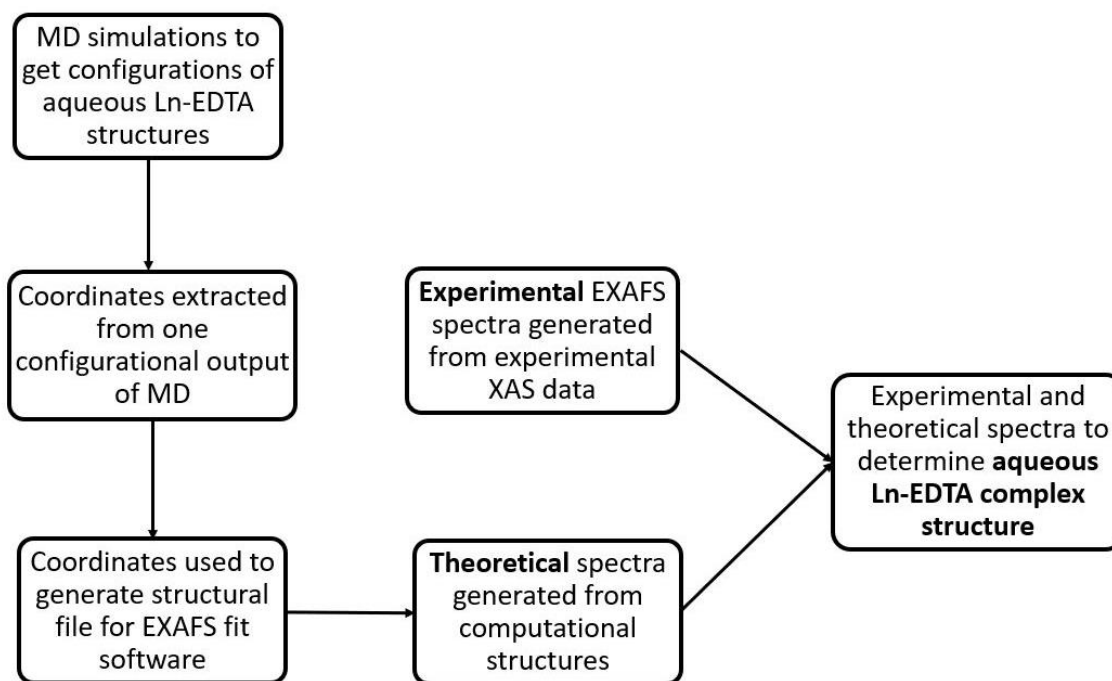 MD simulations to
get configurations of
aqueous Ln-EDTA
structures
Coordinates extracted
from one
configurational output
of MD
Coordinates used to
generate structural
file for EXAFS fit
software
Experimental EXAFS
spectra generated
from experimental
XAS data
Theoretical spectra
generated from
computational
structures
Experimental and
theoretical spectra to
determine aqueous
Ln-EDTA complex
structure